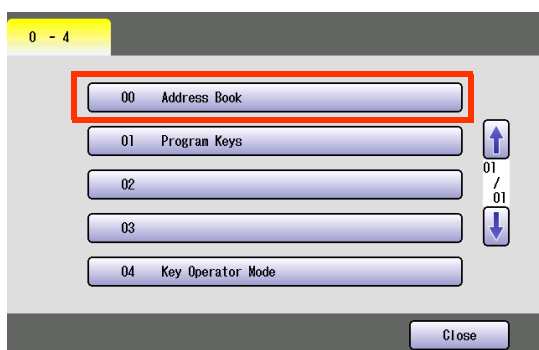 0 - 4
00 Address Book
01 Program Keys
02
03
04 Key Operator Mode
01
/
01
Close